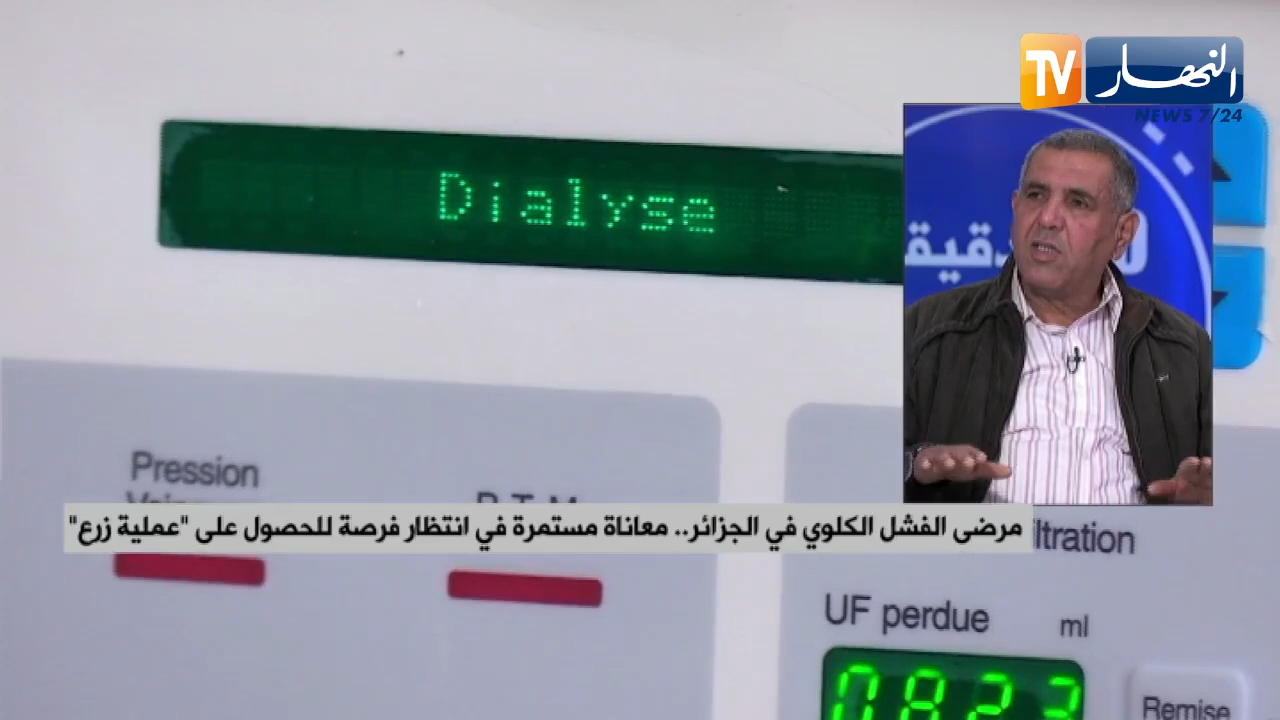 TV النهار
NEWS 7/24
Dialyse
Pression
مرضى الفشل الكلوي في الجزائر.. معاناة مستمرة في انتظار فرصة للحصول على "عملية زرع"
UF perdue ml
0823
Remise